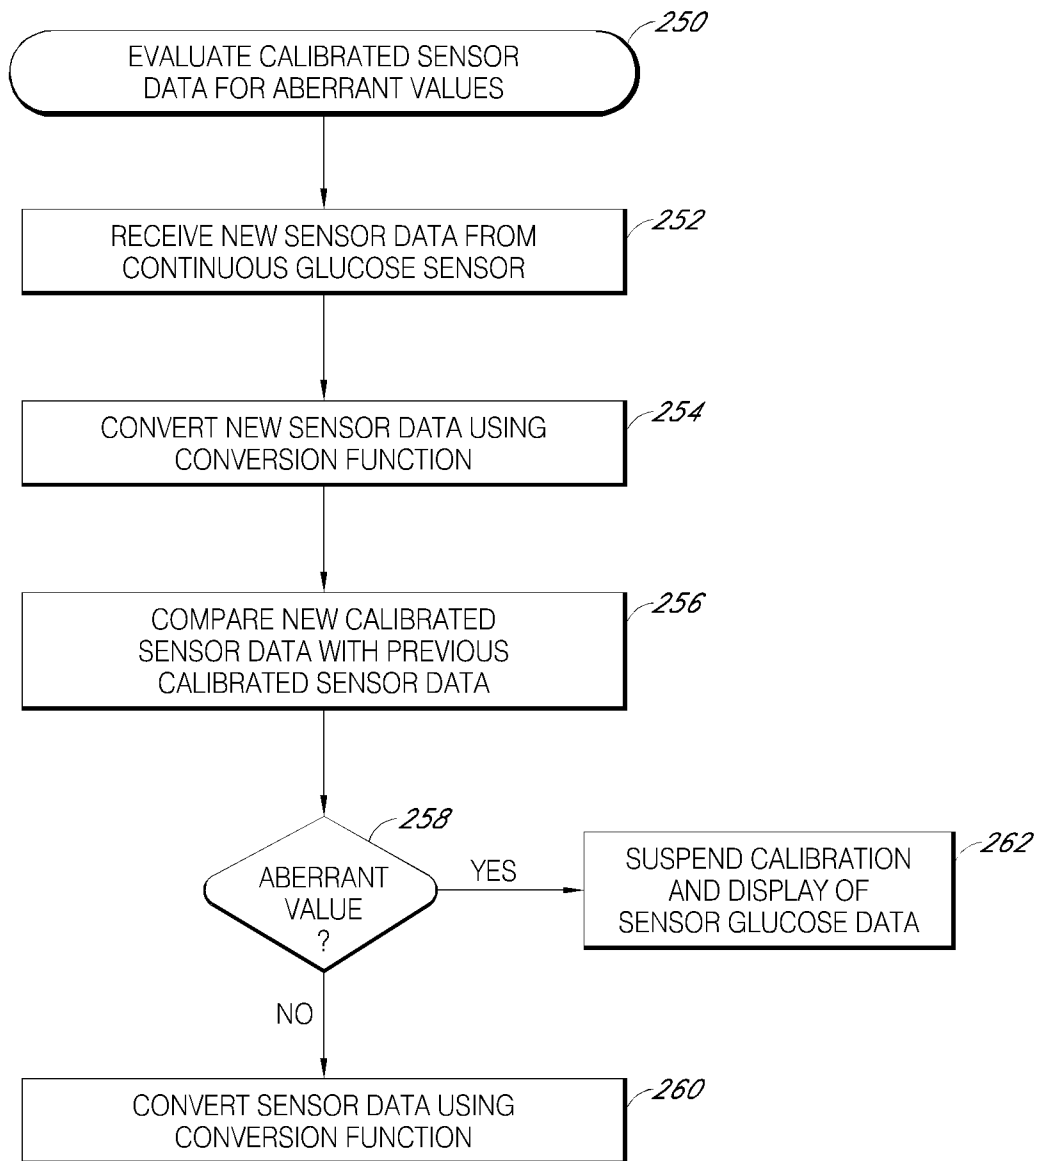 250
EVALUATE CALIBRATED SENSOR
DATA FOR ABERRANT VALUES
252
RECEIVE NEW SENSOR DATA FROM
CONTINUOUS GLUCOSE SENSOR
254
CONVERT NEW SENSOR DATA USING
CONVERSION FUNCTION
256
COMPARE NEW CALIBRATED
SENSOR DATA WITH PREVIOUS
CALIBRATED SENSOR DATA
258
ABERRANT
VALUE
?
YES
262
SUSPEND CALIBRATION
AND DISPLAY OF
SENSOR GLUCOSE DATA
NO
260
CONVERT SENSOR DATA USING
CONVERSION FUNCTION